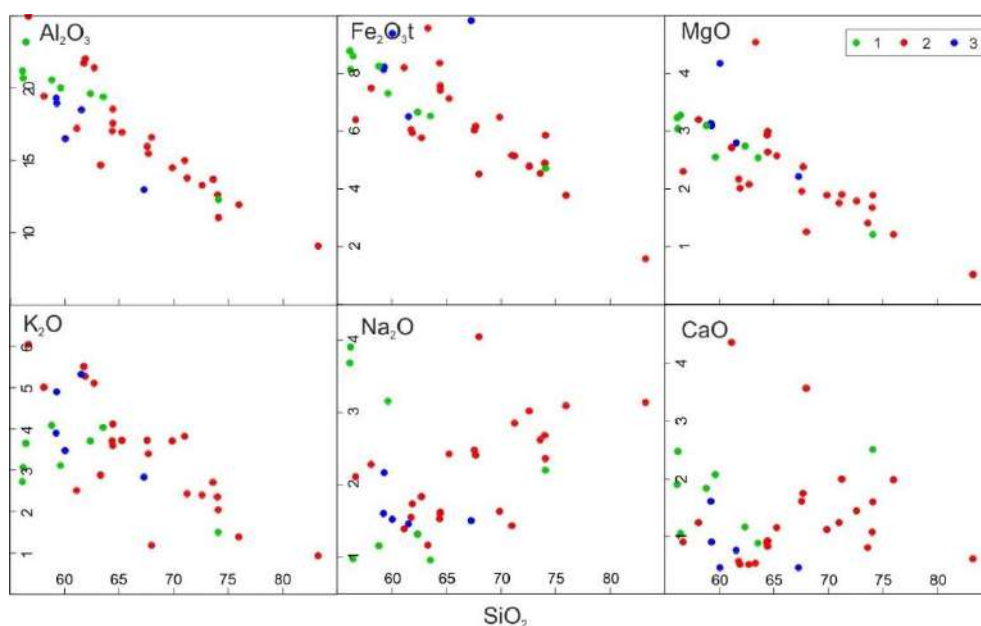 Al₂O₃
Fe₂O₃t
MgO
1 2 3
10 15 20
2 4 6 8
1 2 3 4
K₂O
Na₂O
CaO
1 2 3 4 5 6
1 2 3 4
1 2 3 4
60 65 70 75 80
60 65 70 75 80
60 65 70 75 80
SiO₂